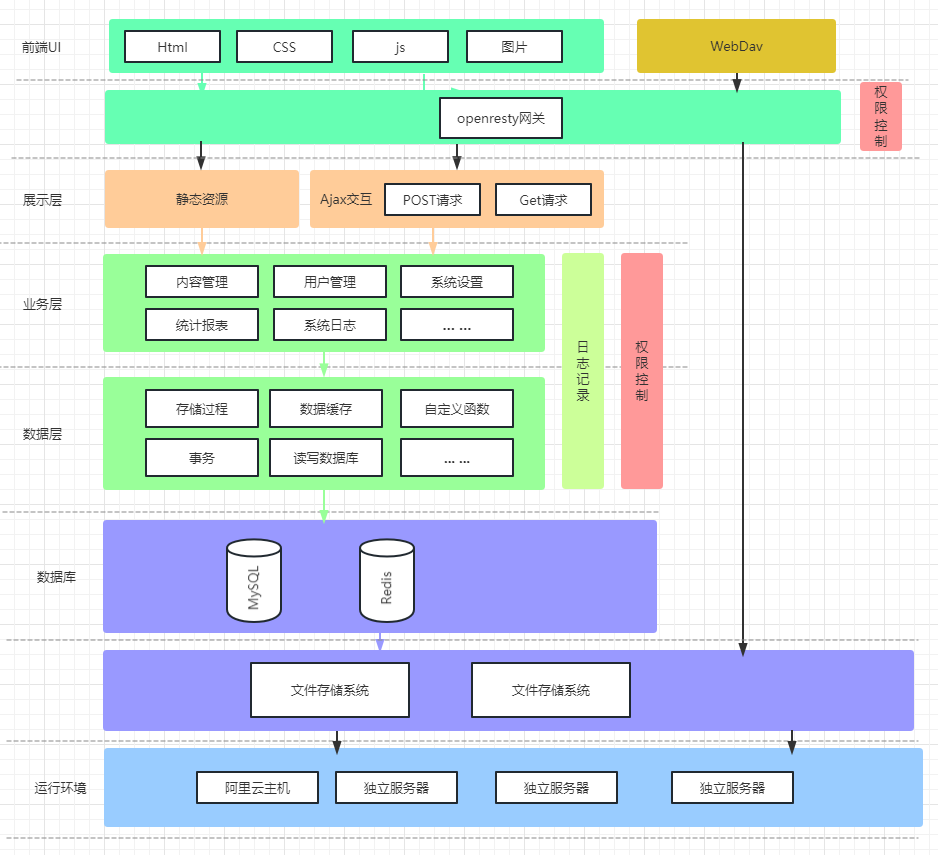 前端UI
Html
CSS
js
图片
WebDav
openresty网关
权限控制
展示层
静态资源
Ajax交互
POST请求
Get请求
业务层
内容管理
用户管理
系统设置
统计报表
系统日志
... ...
日志记录
权限控制
数据层
存储过程
数据缓存
自定义函数
事务
读写数据库
... ...
数据库
MySQL
Redis
文件存储系统
文件存储系统
运行环境
阿里云主机
独立服务器
独立服务器
独立服务器